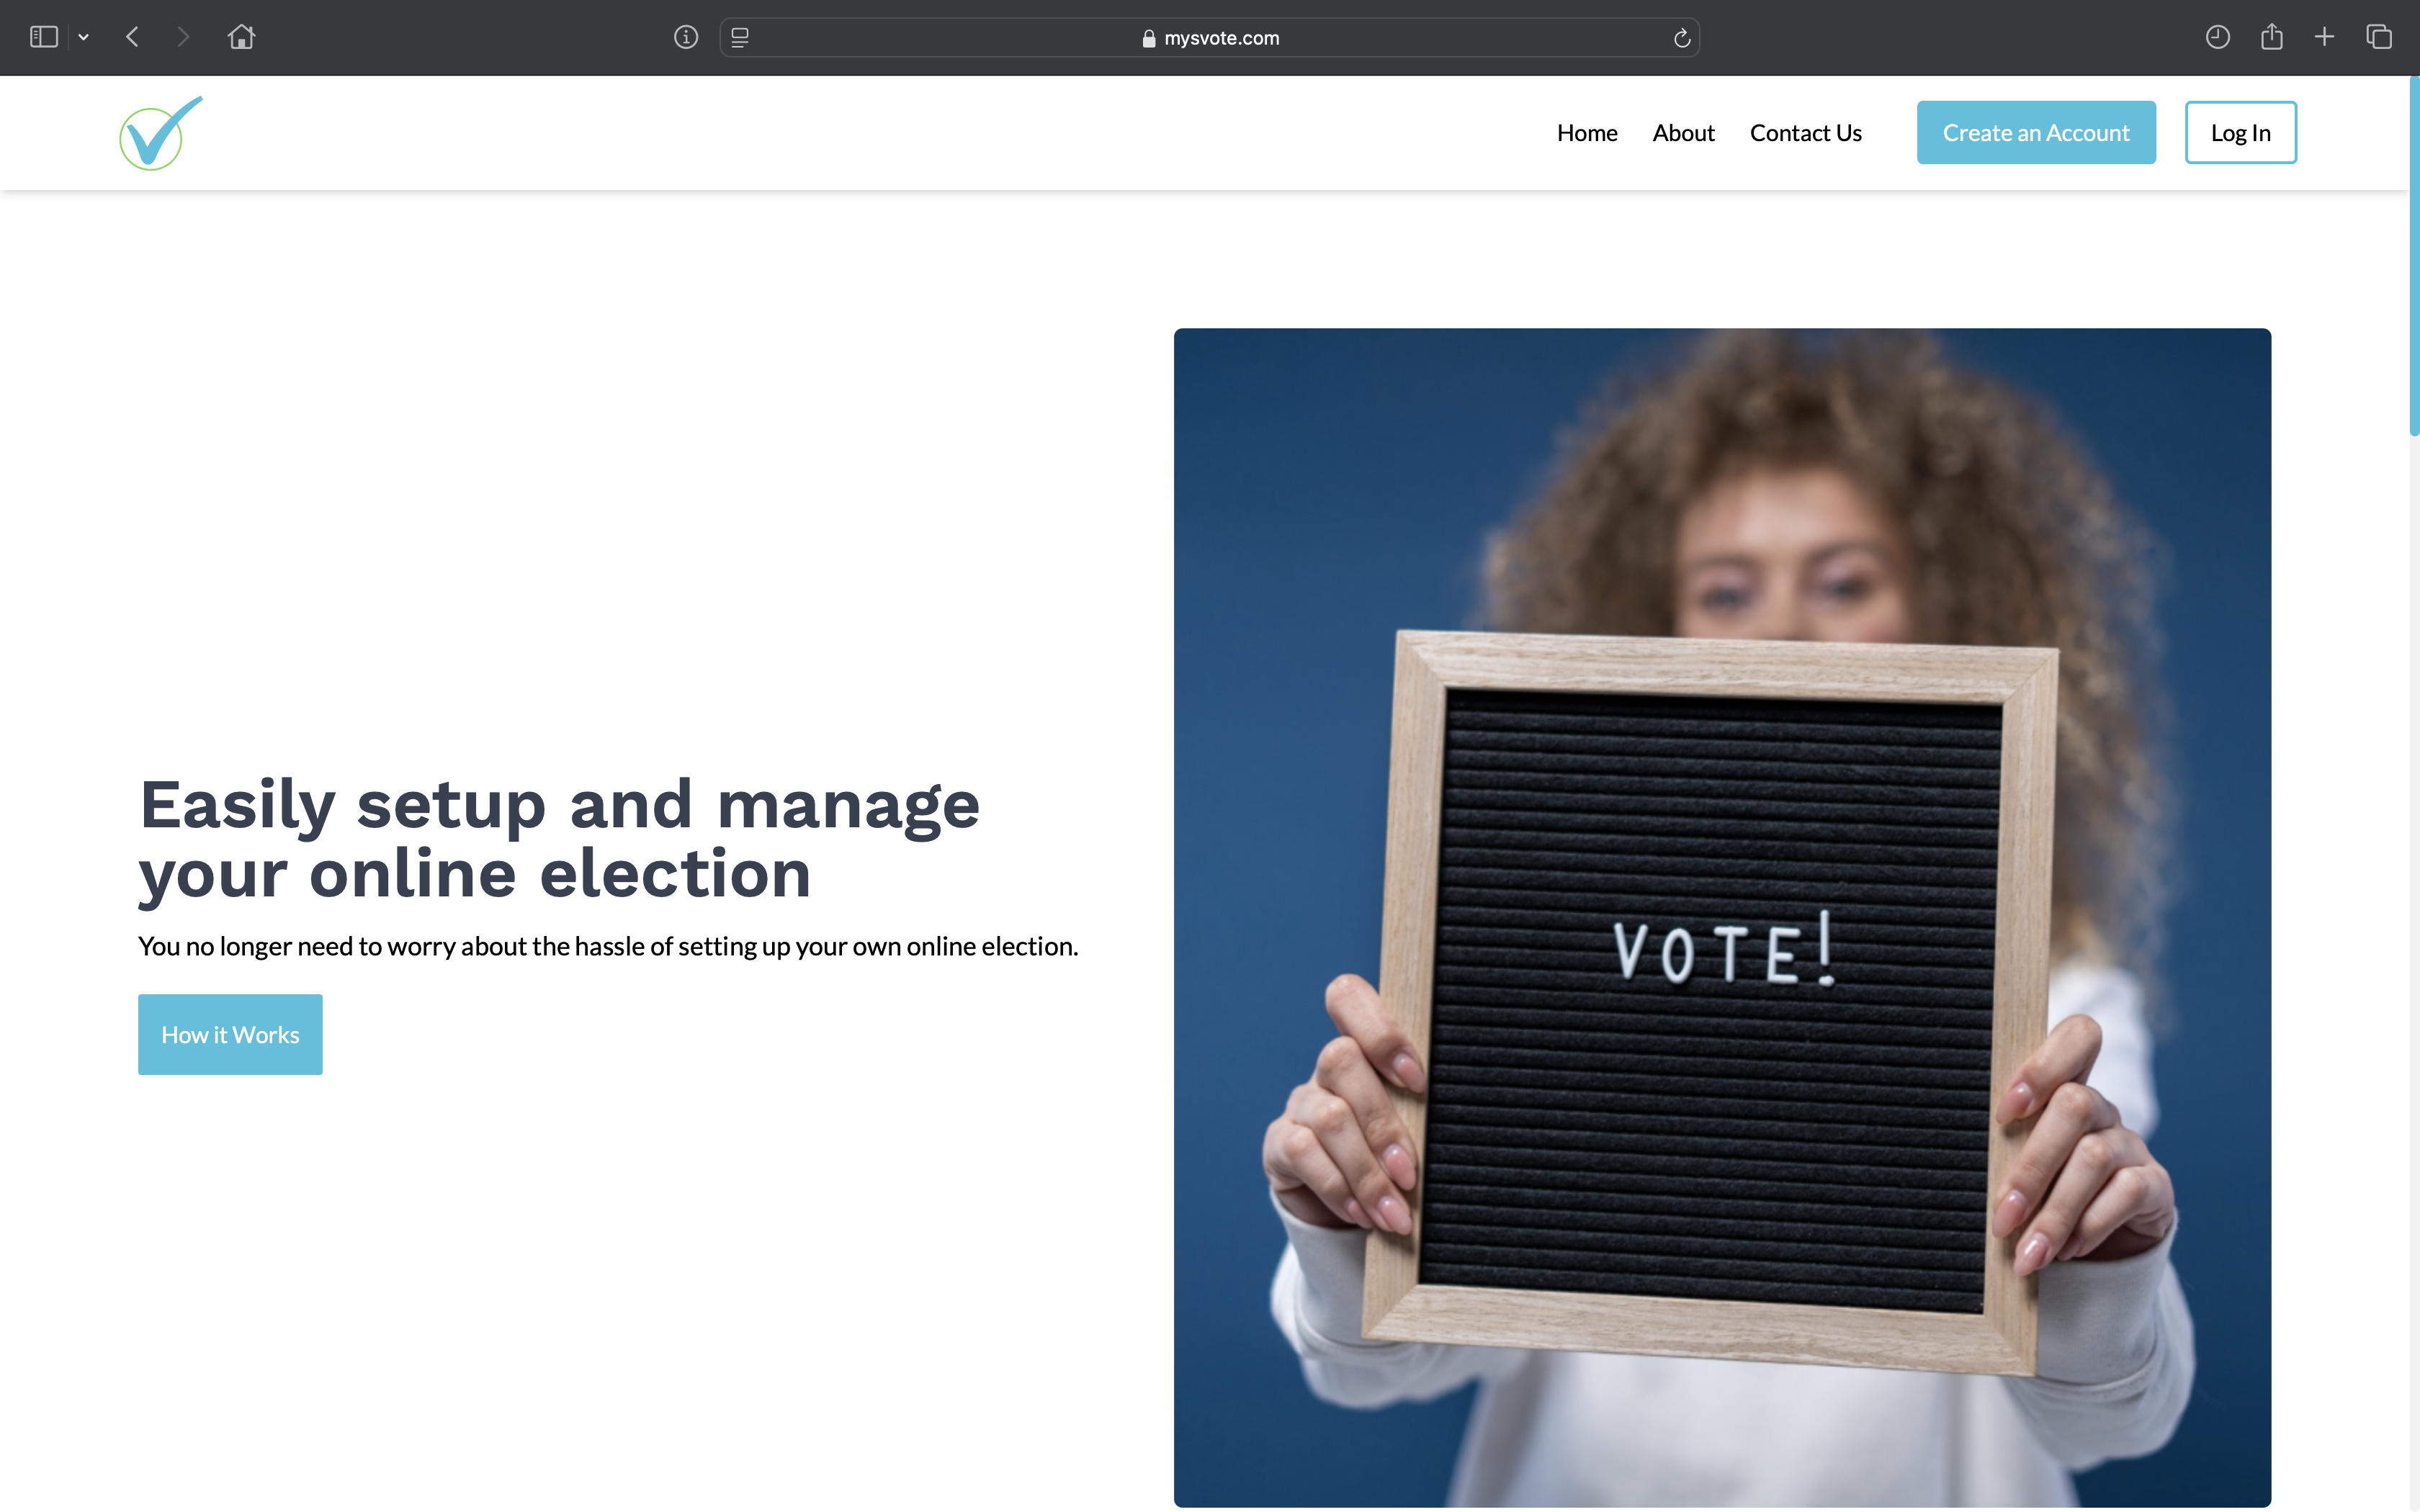 mysvote.com
Home About Contact Us Create an Account Log In
Easily setup and manage
your online election
You no longer need to worry about the hassle of setting up your own online election.
How it Works
VOTE!